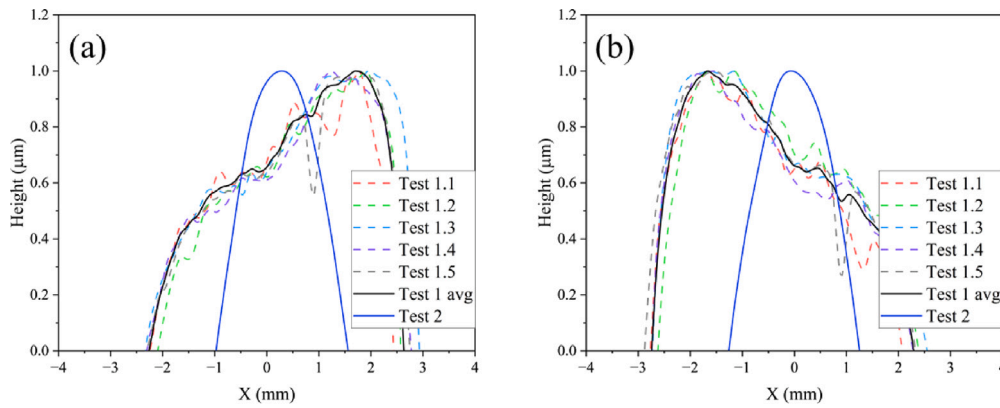 (a)
1.2
1.0
0.8
0.6
0.4
0.2
0.0
Height (µm)
Test 1.1
Test 1.2
Test 1.3
Test 1.4
Test 1.5
Test 1 avg
Test 2
−4 −3 −2 −1 0 1 2 3 4
X (mm)
(b)
1.2
1.0
0.8
0.6
0.4
0.2
0.0
Height (µm)
Test 1.1
Test 1.2
Test 1.3
Test 1.4
Test 1.5
Test 1 avg
Test 2
−4 −3 −2 −1 0 1 2 3 4
X (mm)